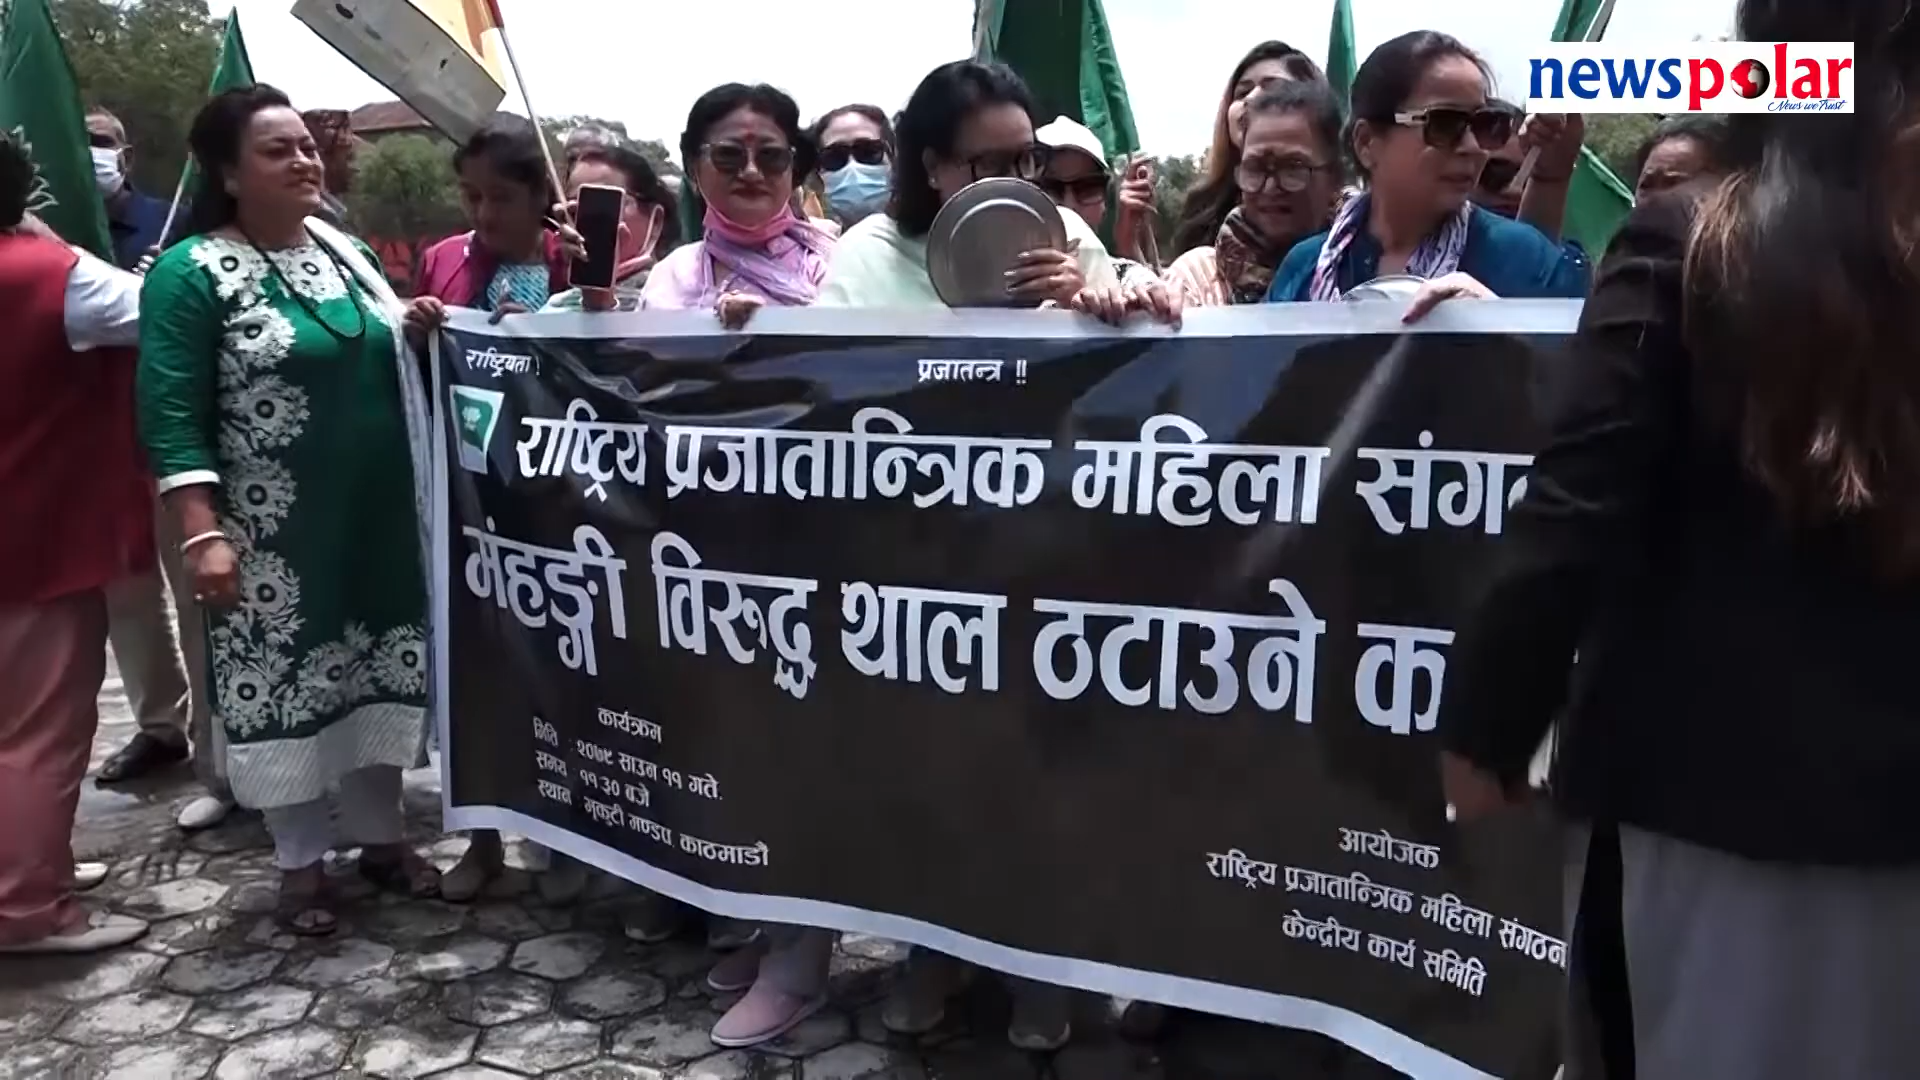 newspolar
News we Trust
राष्ट्रियता ! प्रजातन्त्र !!
राष्ट्रिय प्रजातान्त्रिक महिला
मंहङ्गी विरूद्ध थाल ठटाउने
कार्यक्रम
मिति : २०७९ साउन ११ गते.
समय : ११:३० बजे
स्थान : भृकुटी मण्डप, काठमाडौं
आयोजक
राष्ट्रिय प्रजातान्त्रिक महिला संगठन
केन्द्रीय कार्य समिति